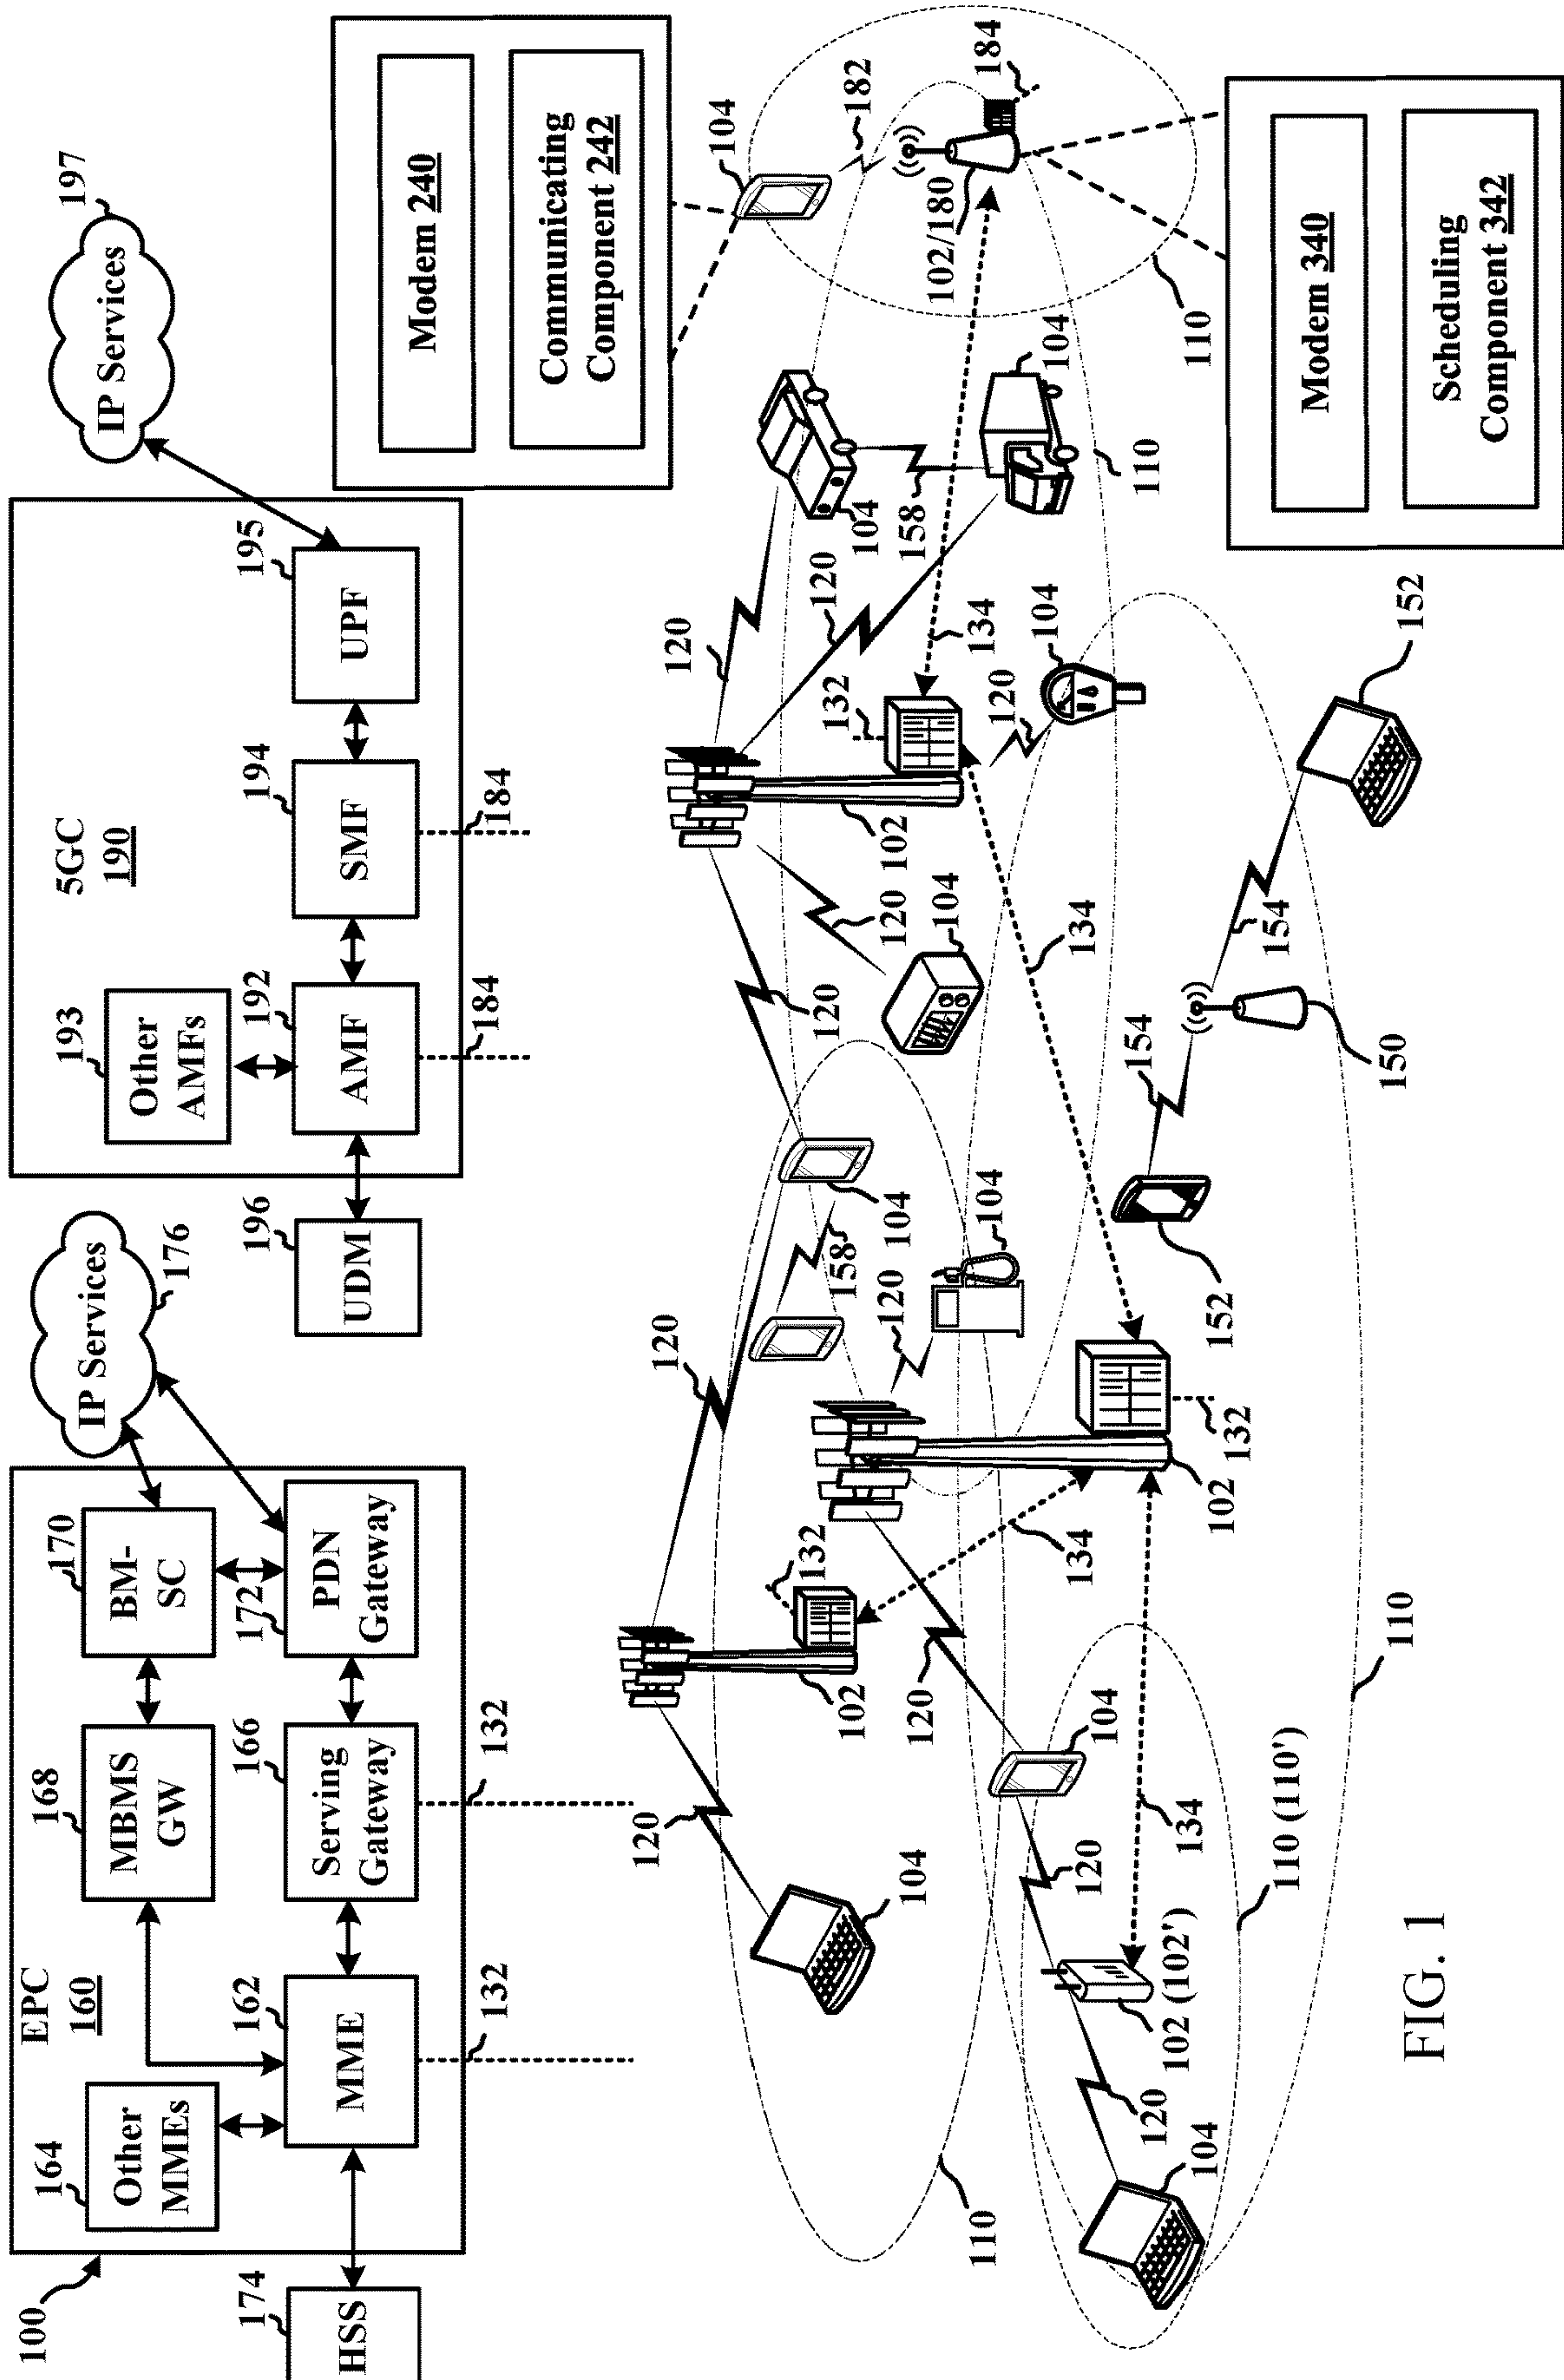 100
EPC
160
164
Other
MMEs
162
MME
168
MBMS
GW
166
Serving
Gateway
170
BM-
SC
172
PDN
Gateway
174
HSS
132
132
IP Services
176
5GC
190
193
Other
AMFs
192
AMF
194
SMF
195
UPF
196
UDM
184
184
IP Services
197
Modem 240
Communicating
Component 242
104
182
184
102/180
110
Modem 340
Scheduling
Component 342
120
120
104
158
104
110
134
132
120
104
102
120
104
120
134
120
158
104
120
104
132
102
134
120
132
102
120
104
110
104
120
134
102 (102')
110 (110')
120
104
110
152
154
150
154
152
FIG. 1